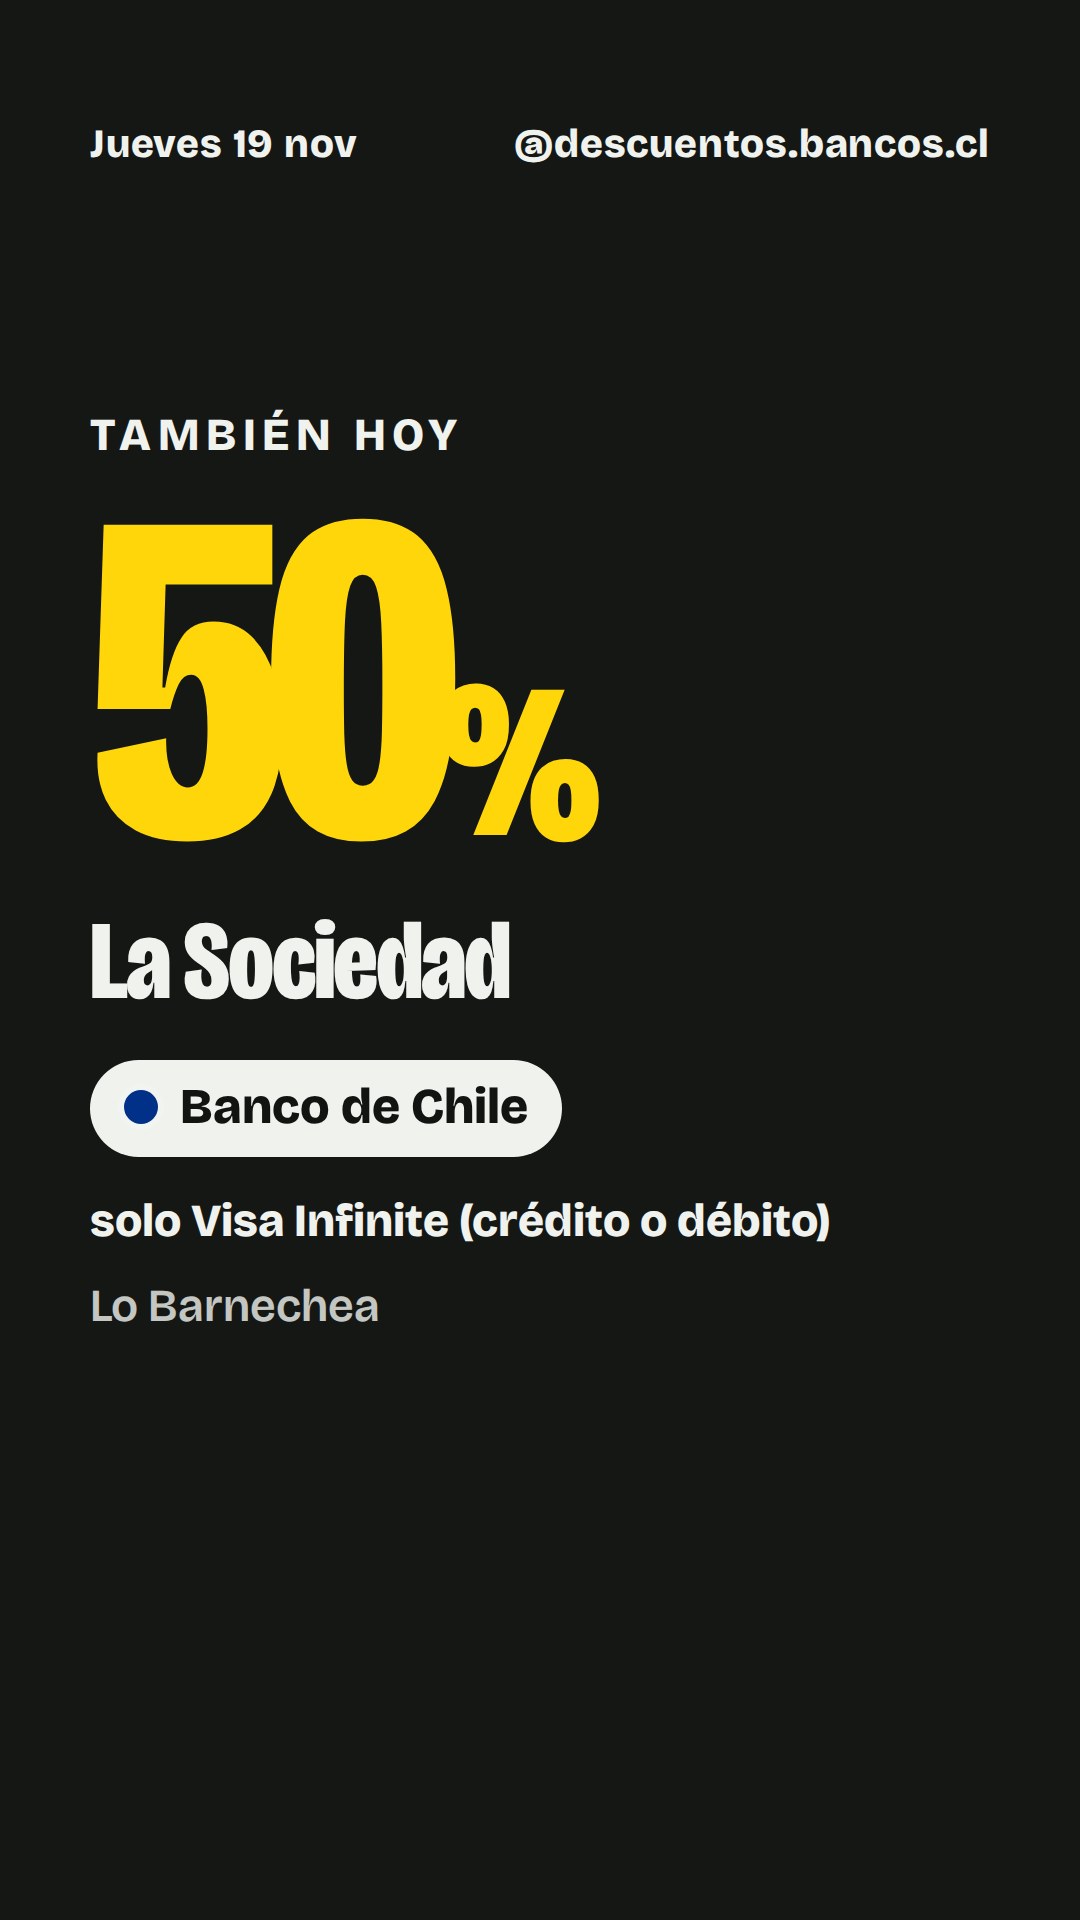 Jueves 19 nov
@descuentos.bancos.cl
TAMBIÉN HOY
50%
La Sociedad
Banco de Chile
solo Visa Infinite (crédito o débito)
Lo Barnechea